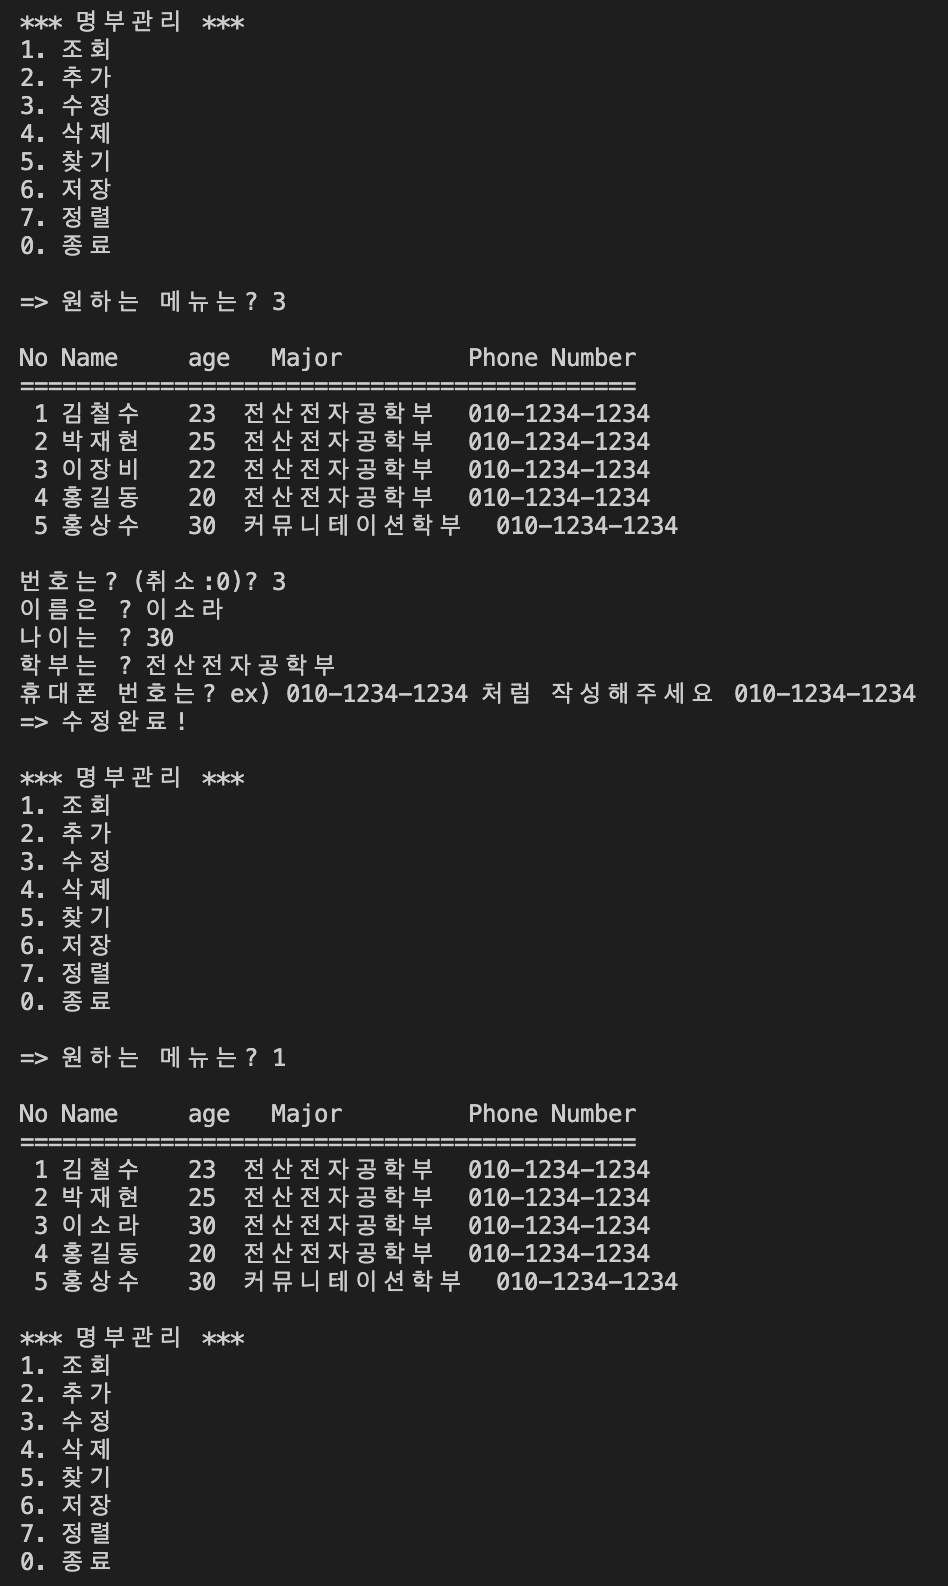 *** 명부관리 ***
1. 조회
2. 추가
3. 수정
4. 삭제
5. 찾기
6. 저장
7. 정렬
0. 종료
=> 원하는 메뉴는? 3
No Name age Major Phone Number
============================================
1 김철수 23 전산전자공학부 010-1234-1234
2 박재현 25 전산전자공학부 010-1234-1234
3 이장비 22 전산전자공학부 010-1234-1234
4 홍길동 20 전산전자공학부 010-1234-1234
5 홍상수 30 커뮤니테이션학부 010-1234-1234
번호는? (취소:0)? 3
이름은 ? 이소라
나이는 ? 30
학부는 ? 전산전자공학부
휴대폰 번호는? ex) 010-1234-1234 처럼 작성해주세요 010-1234-1234
=> 수정완료!
*** 명부관리 ***
1. 조회
2. 추가
3. 수정
4. 삭제
5. 찾기
6. 저장
7. 정렬
0. 종료
=> 원하는 메뉴는? 1
No Name age Major Phone Number
============================================
1 김철수 23 전산전자공학부 010-1234-1234
2 박재현 25 전산전자공학부 010-1234-1234
3 이소라 30 전산전자공학부 010-1234-1234
4 홍길동 20 전산전자공학부 010-1234-1234
5 홍상수 30 커뮤니테이션학부 010-1234-1234
*** 명부관리 ***
1. 조회
2. 추가
3. 수정
4. 삭제
5. 찾기
6. 저장
7. 정렬
0. 종료